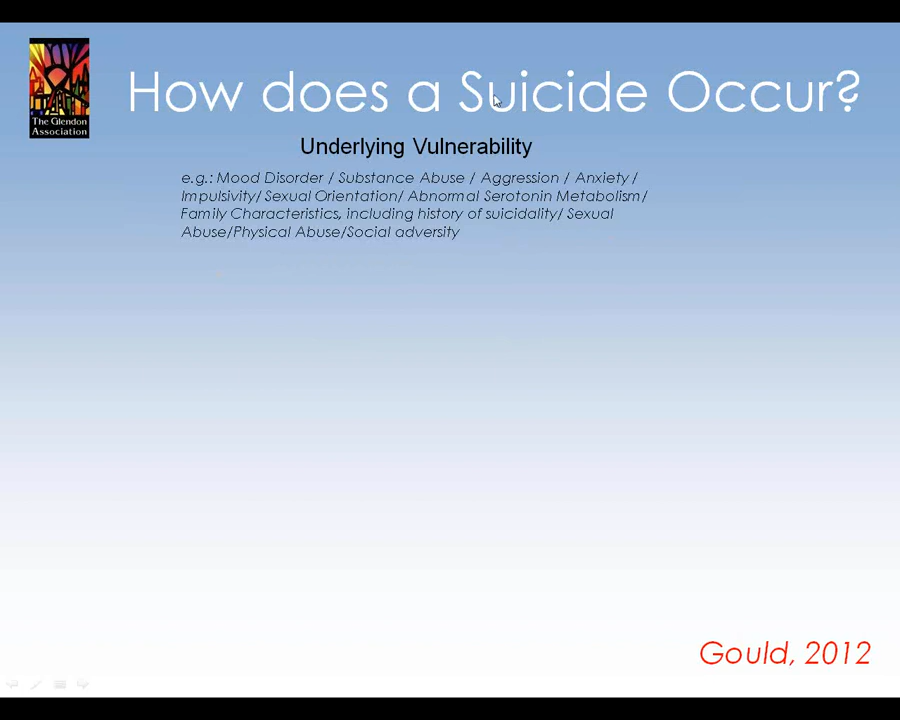 The Glendon
Association
How does a Suicide Occur?
Underlying Vulnerability
e.g.: Mood Disorder / Substance Abuse / Aggression / Anxiety /
Impulsivity/ Sexual Orientation/ Abnormal Serotonin Metabolism/
Family Characteristics, including history of suicidality/ Sexual
Abuse/Physical Abuse/Social adversity
Gould, 2012